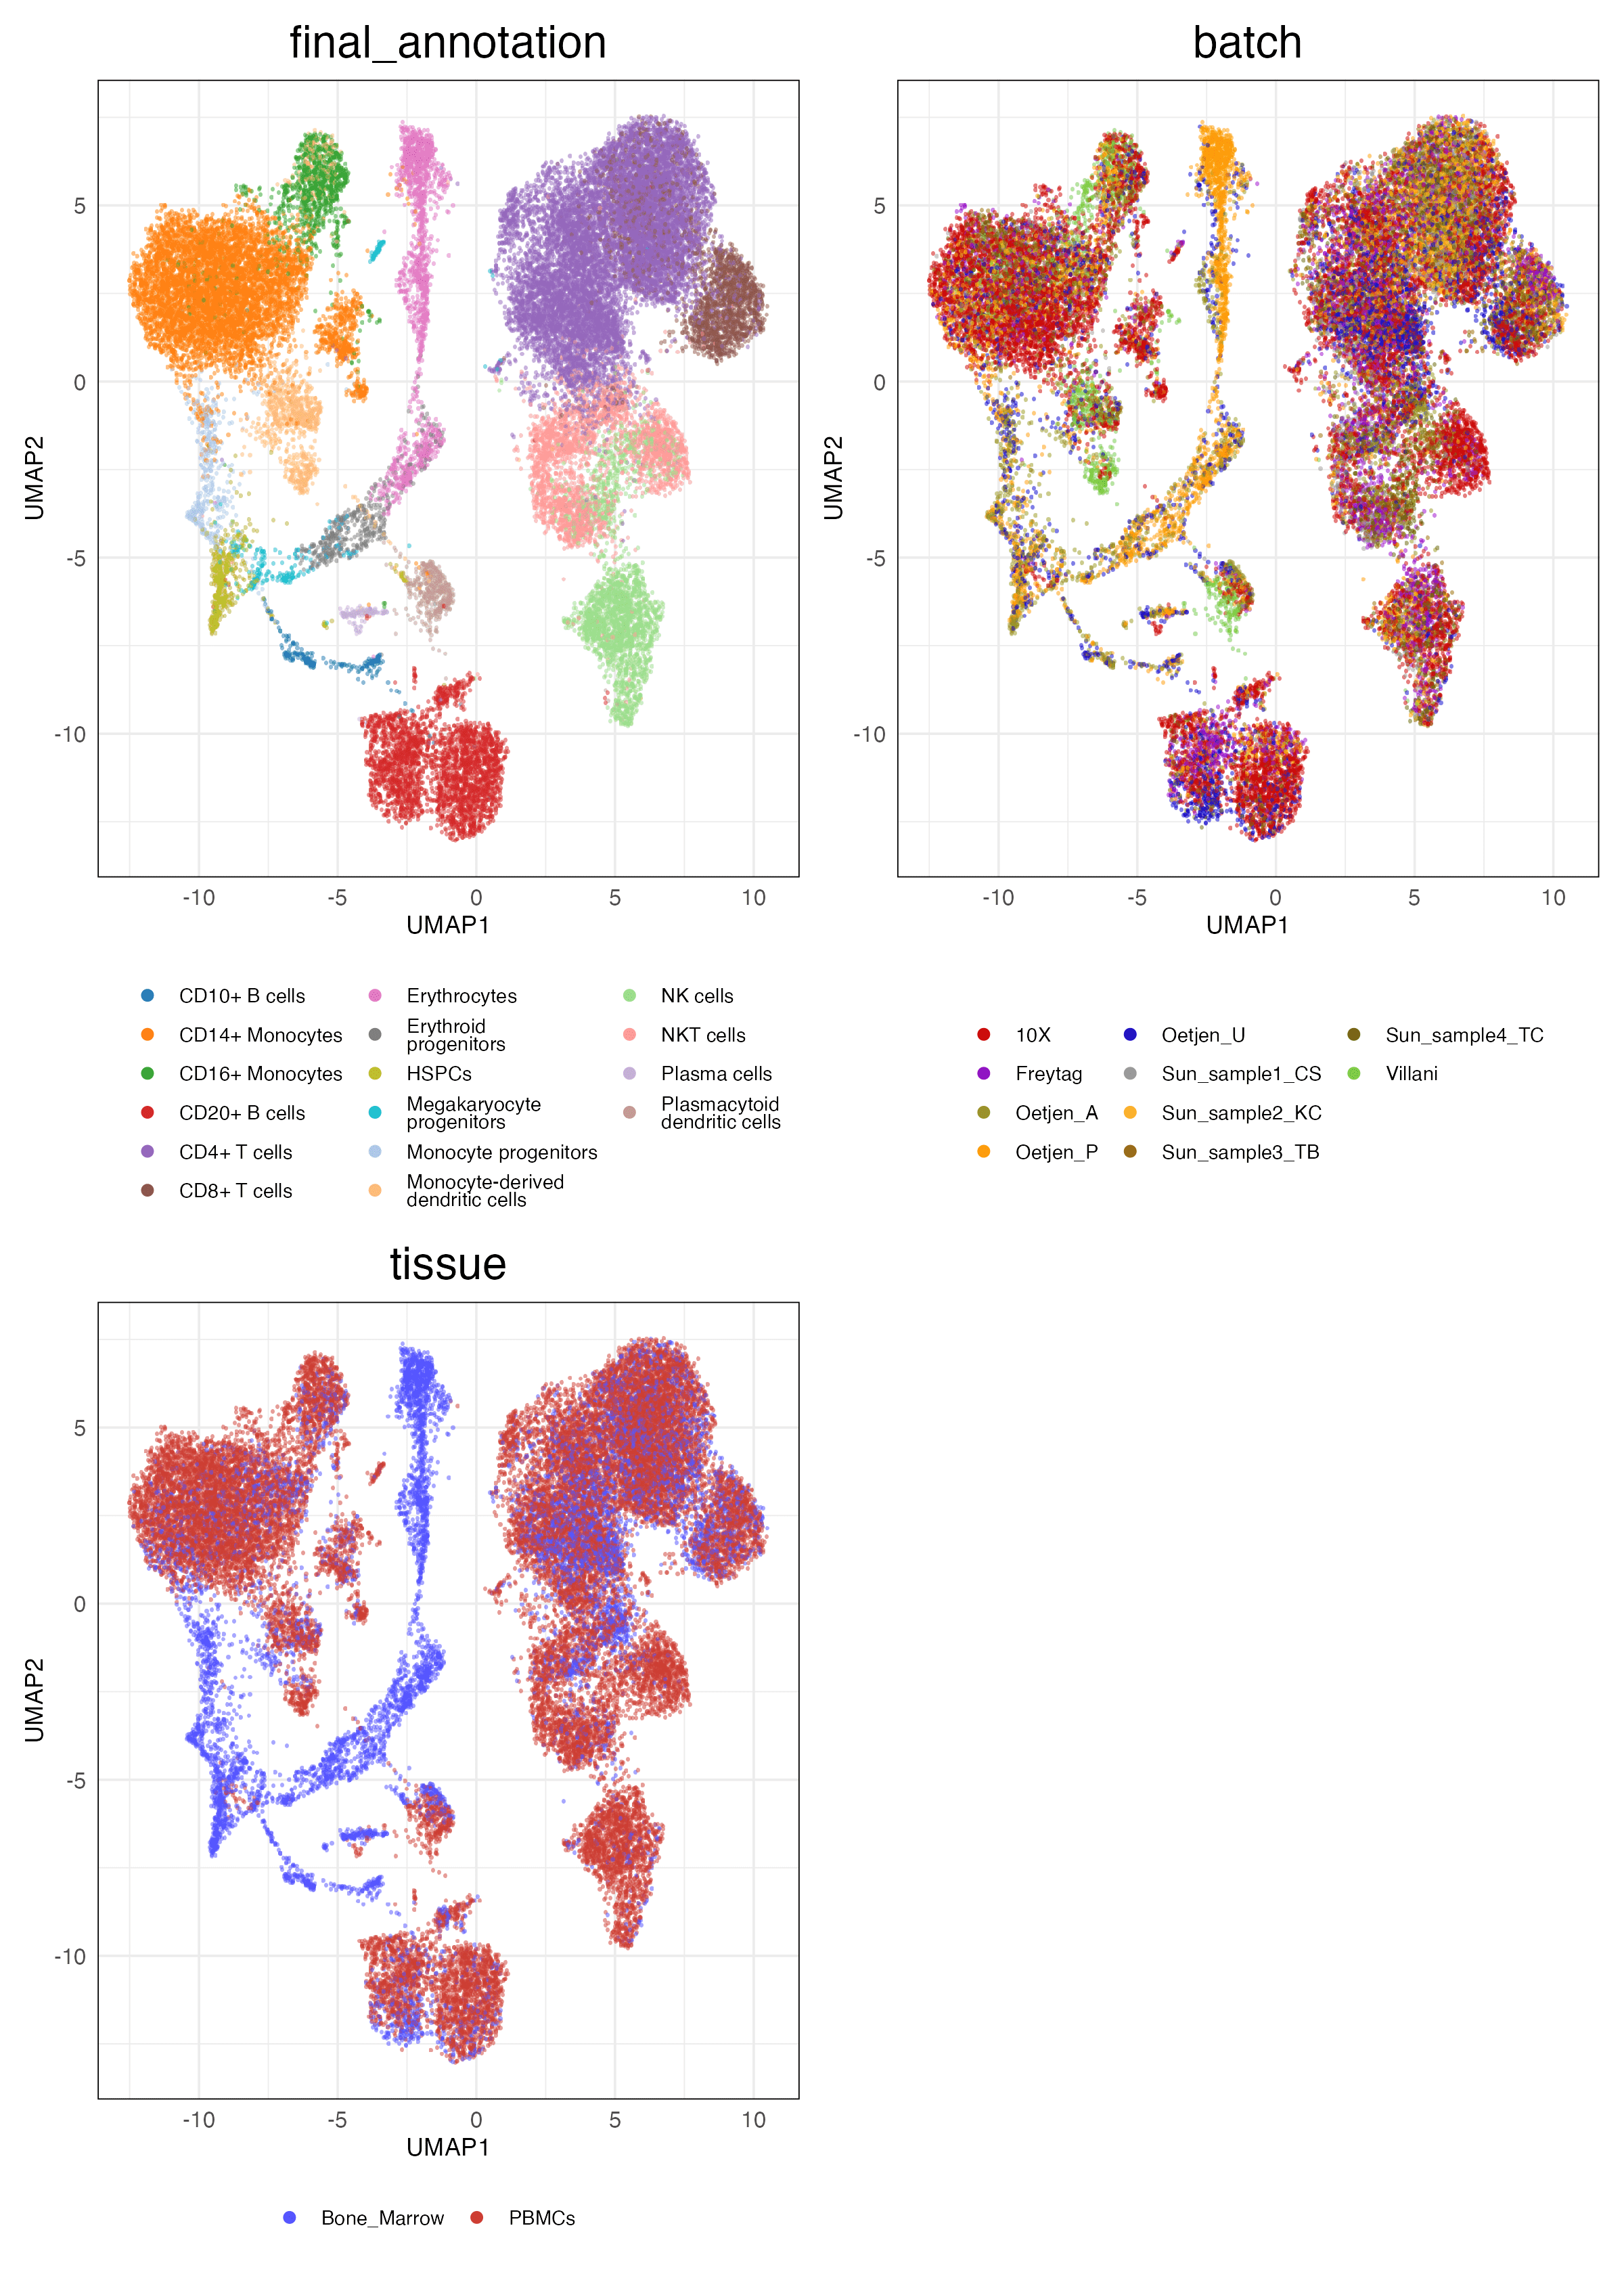 final_annotation
batch
5
0
-5
-10
-10
-5
0
5
10
UMAP1
UMAP2
5
0
-5
-10
-10
-5
0
5
10
UMAP1
UMAP2
CD10+ B cells
CD14+ Monocytes
CD16+ Monocytes
CD20+ B cells
CD4+ T cells
CD8+ T cells
Erythrocytes
Erythroid
progenitors
HSPCs
Megakaryocyte
progenitors
Monocyte progenitors
Monocyte-derived
dendritic cells
NK cells
NKT cells
Plasma cells
Plasmacytoid
dendritic cells
10X
Freytag
Oetjen_A
Oetjen_P
Oetjen_U
Sun_sample1_CS
Sun_sample2_KC
Sun_sample3_TB
Sun_sample4_TC
Villani
tissue
5
0
-5
-10
-10
-5
0
5
10
UMAP1
UMAP2
Bone_Marrow
PBMCs